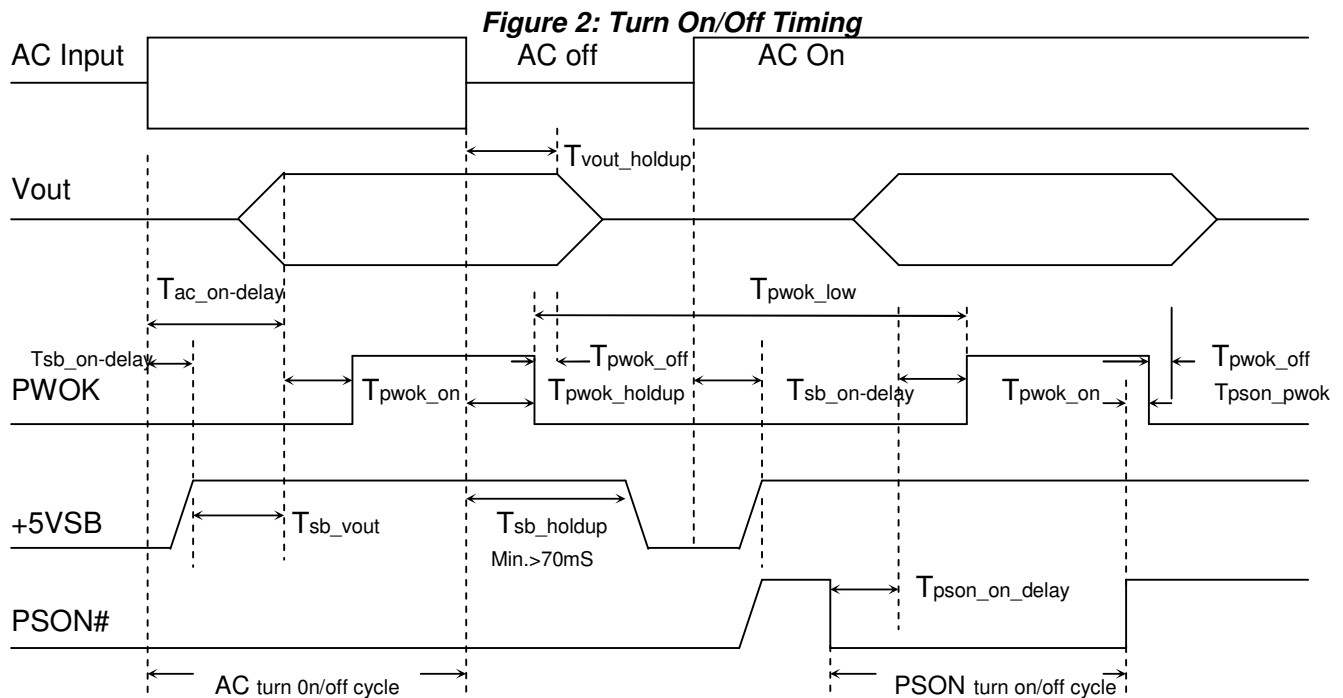 Figure 2: Turn On/Off Timing
AC Input
AC off
AC On
Tvout_holdup
Vout
Tac_on-delay
Tpwok_low
Tsb_on-delay
Tpwok_off
Tpwok_off
PWOK
Tpwok_on
Tpwok_holdup
Tsb_on-delay
Tpwok_on
Tpson_pwok
+5VSB
Tsb_vout
Tsb_holdup
Min.>70mS
Tpson_on_delay
PSON#
AC turn 0n/off cycle
PSON turn on/off cycle